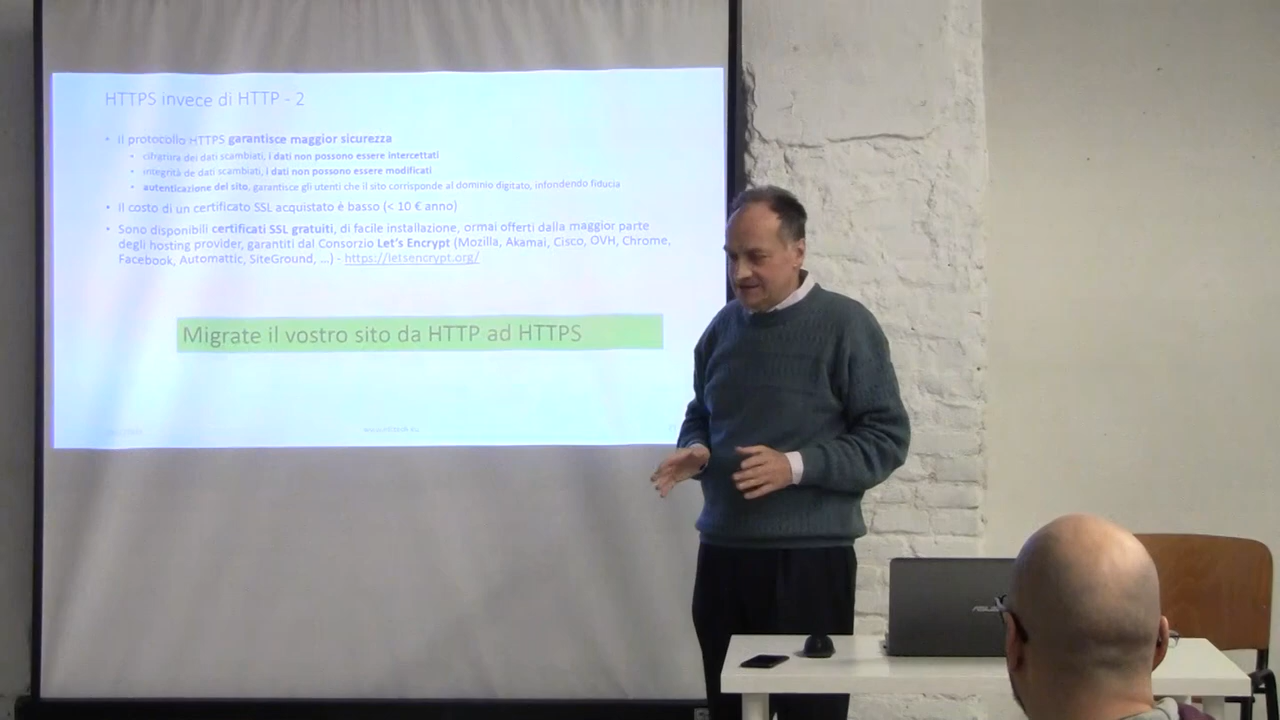 HTTPS invece di HTTP - 2
• Il protocollo HTTPS garantisce maggior sicurezza
• cifratura dei dati scambiati, i dati non possono essere intercettati
• integrità de dati scambiati, i dati non possono essere modificati
• autenticazione del sito, garantisce gli utenti che il sito corrisponde al dominio digitato, infondendo fiducia
• Il costo di un certificato SSL acquistato è basso (< 10 € anno)
• Sono disponibili certificati SSL gratuiti, di facile installazione, ormai offerti dalla maggior parte
degli hosting provider, garantiti dal Consorzio Let's Encrypt (Mozilla, Akamai, Cisco, OVH, Chrome,
Facebook, Automattic, SiteGround, ...) - https://letsencrypt.org/
Migrate il vostro sito da HTTP ad HTTPS
ASUS